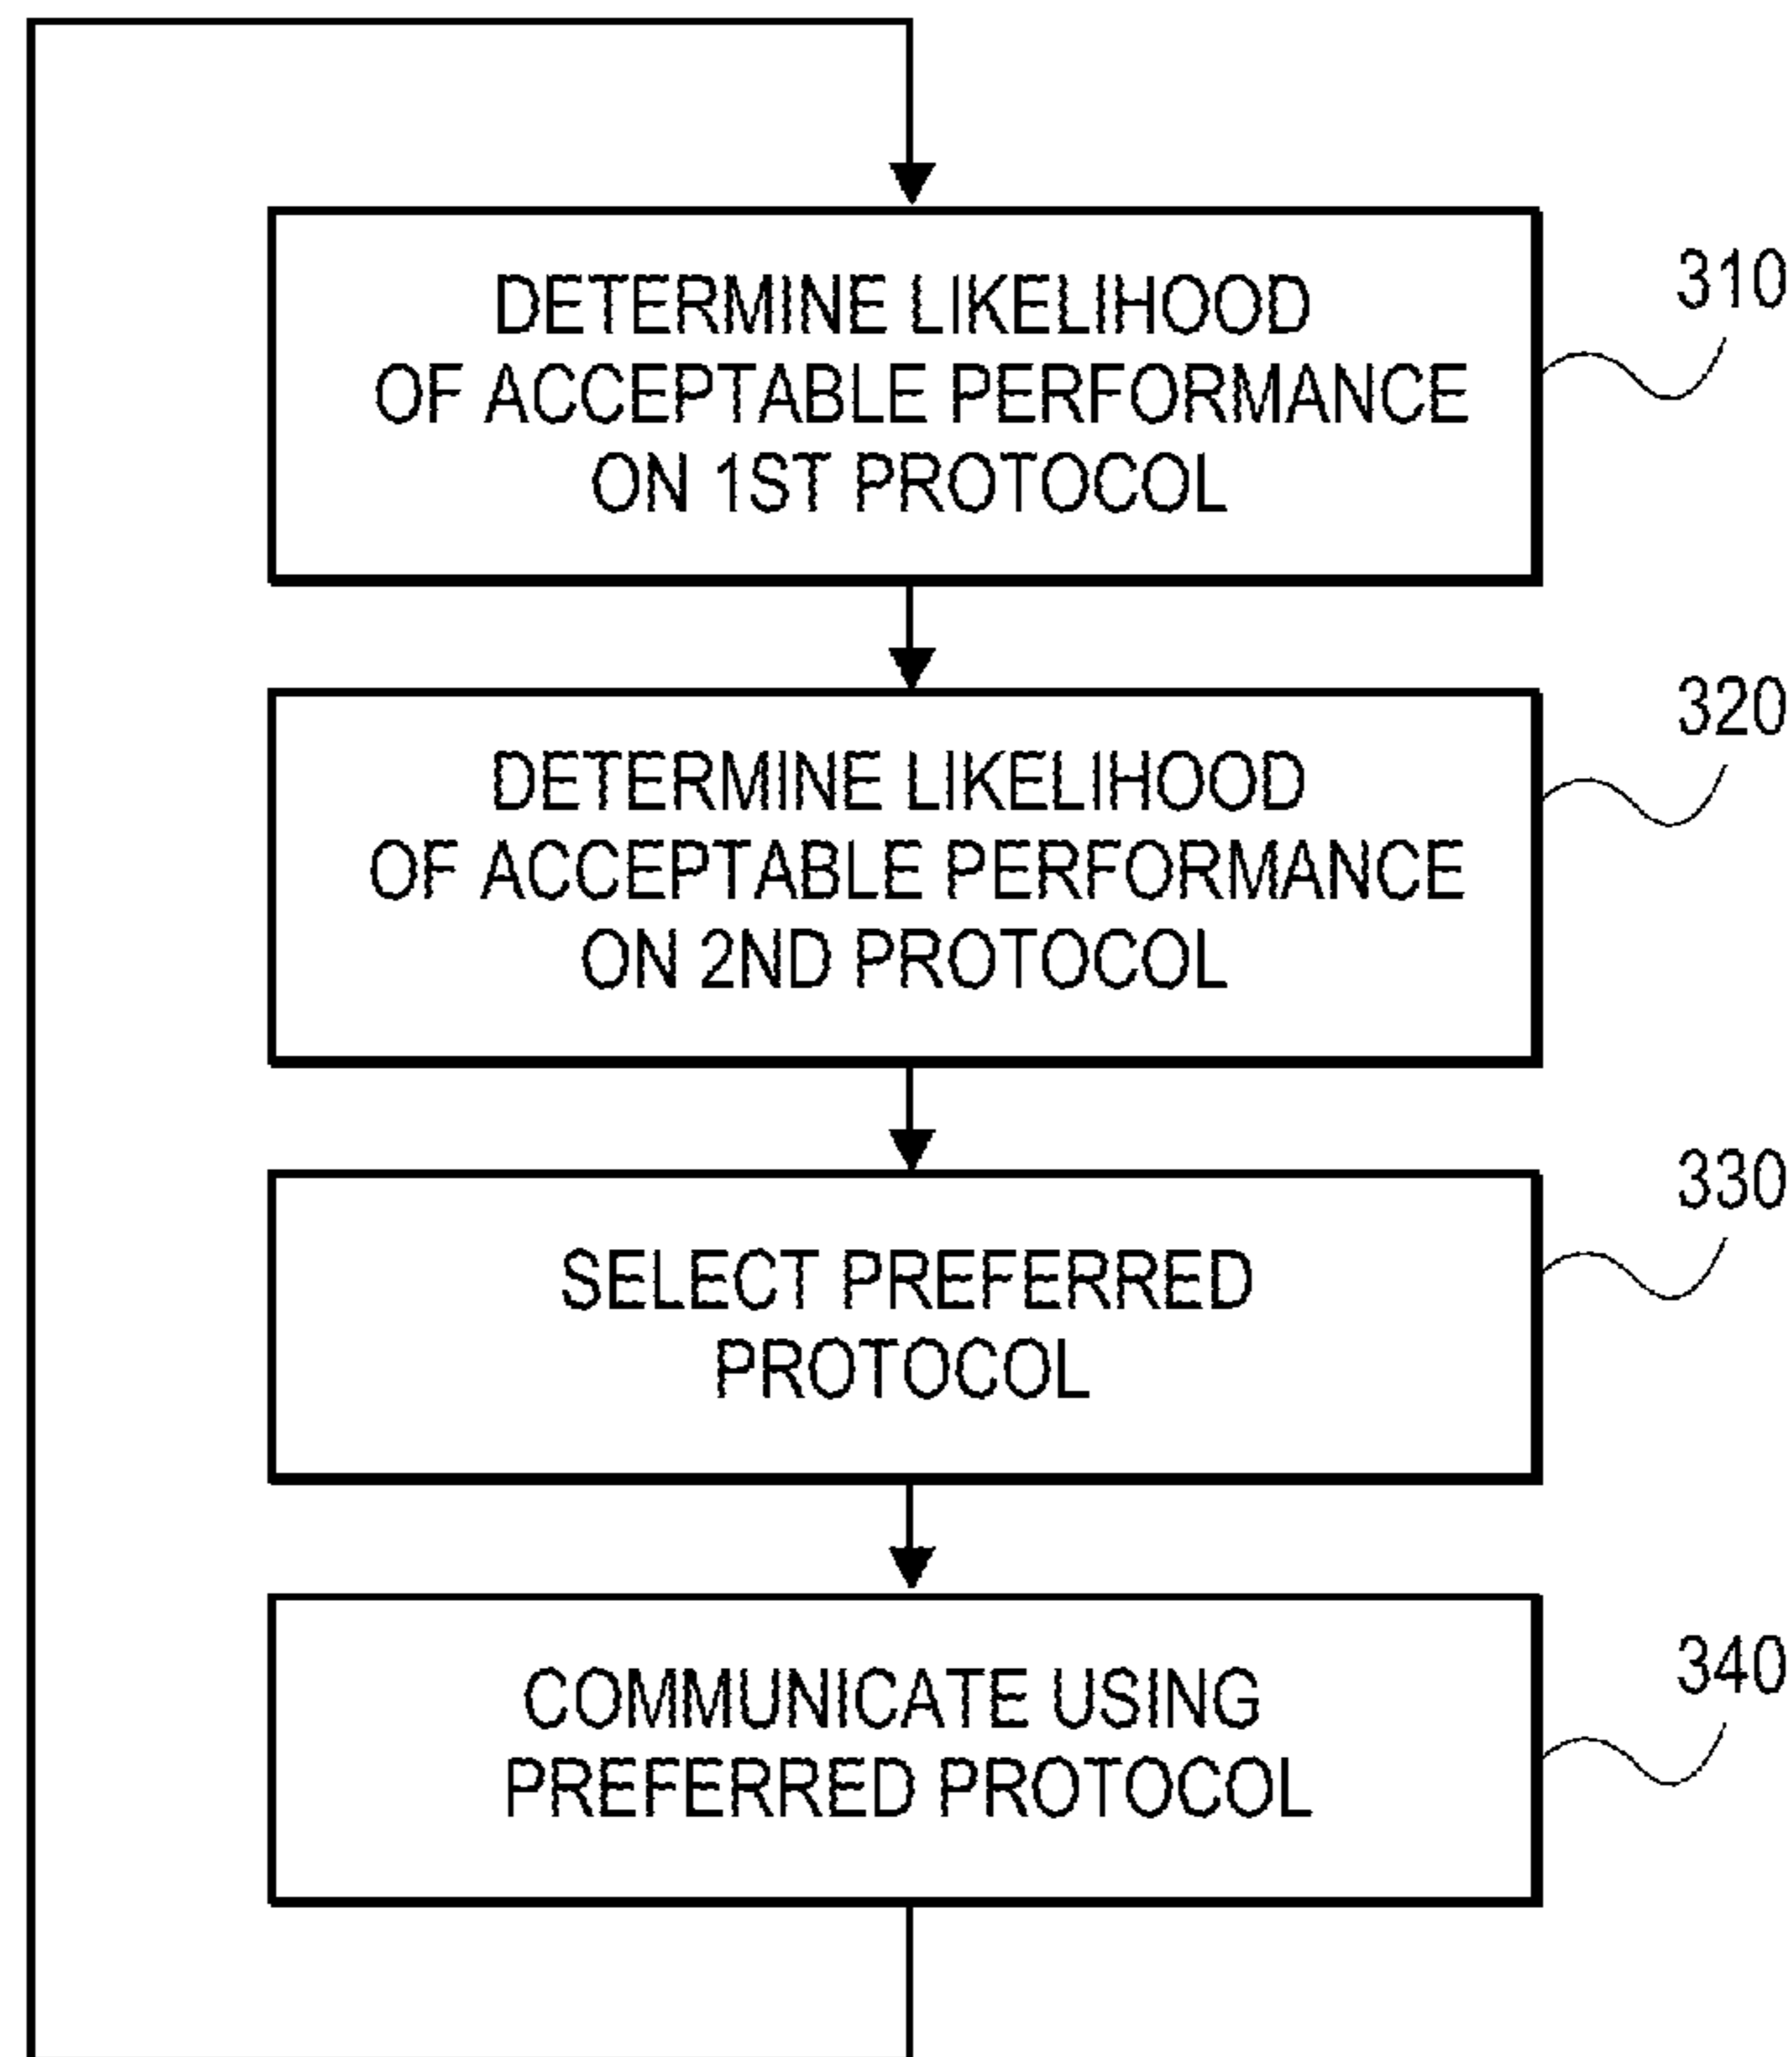 DETERMINE LIKELIHOOD
OF ACCEPTABLE PERFORMANCE
ON 1ST PROTOCOL
310
DETERMINE LIKELIHOOD
OF ACCEPTABLE PERFORMANCE
ON 2ND PROTOCOL
320
SELECT PREFERRED
PROTOCOL
330
COMMUNICATE USING
PREFERRED PROTOCOL
340